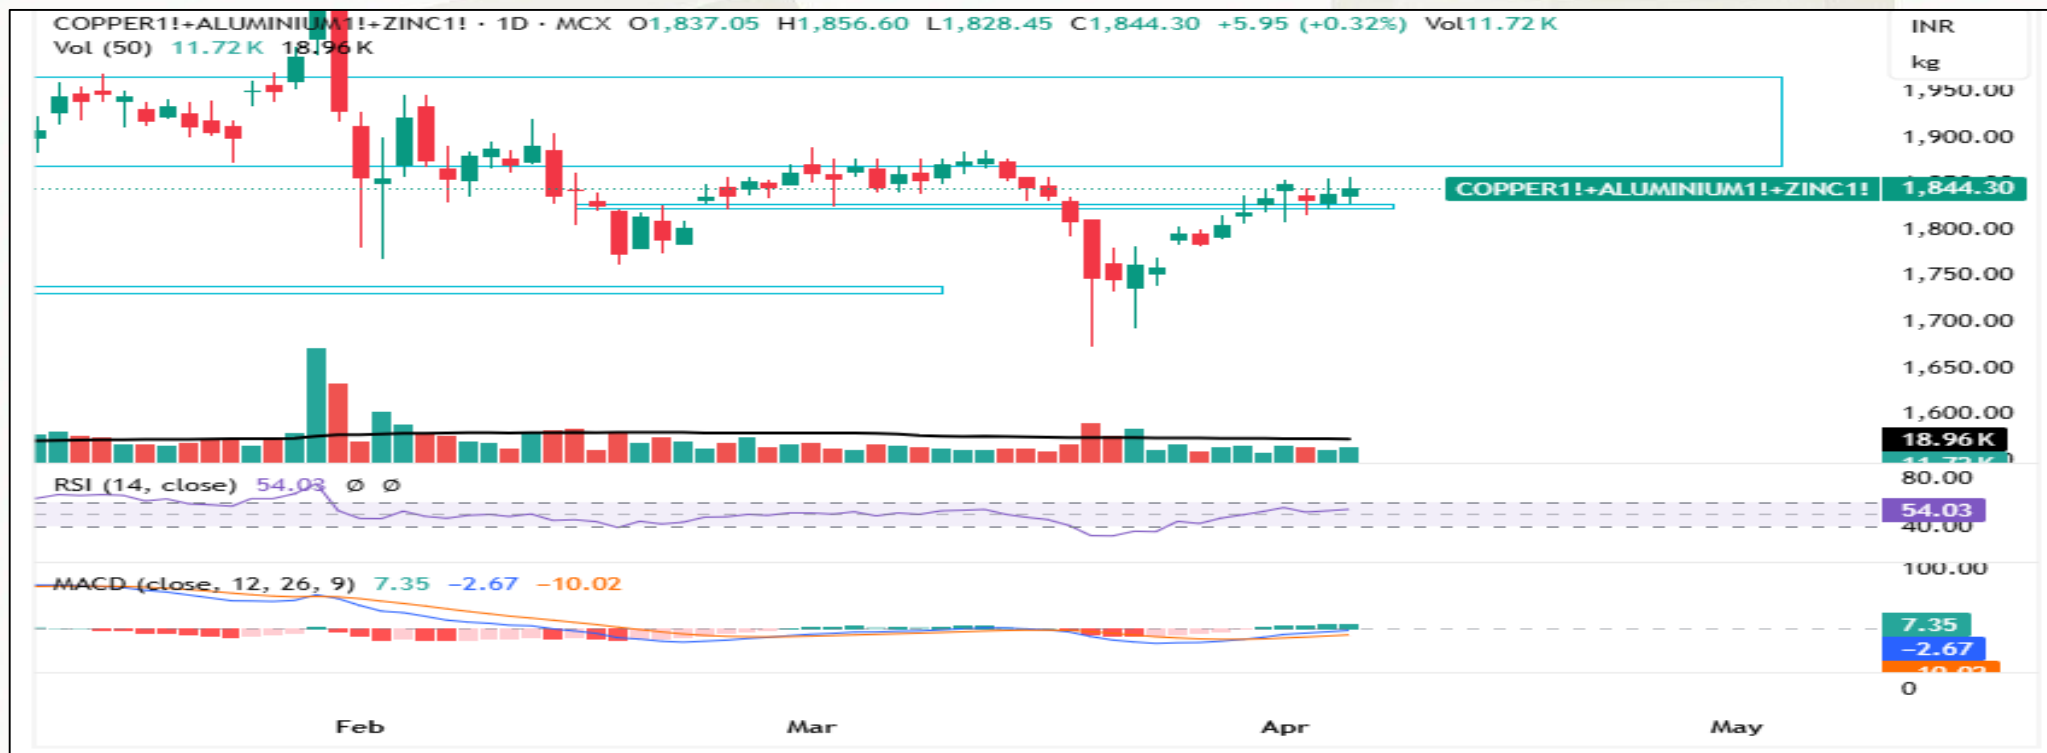 COPPER1!+ALUMINIUM1!+ZINC1! · 1D · MCX O1,837.05 H1,856.60 L1,828.45 C1,844.30 +5.95 (+0.32%) Vol11.72 K
Vol (50) 11.72 K 18.96 K
INR
kg
1,950.00
1,900.00
COPPER1!+ALUMINIUM1!+ZINC1! 1,844.30
1,800.00
1,750.00
1,700.00
1,650.00
1,600.00
18.96 K
11.72 K
RSI (14, close) 54.03 Ø Ø
80.00
54.03
40.00
MACD (close, 12, 26, 9) 7.35 −2.67 −10.02
100.00
7.35
−2.67
−10.02
0
Feb Mar Apr May